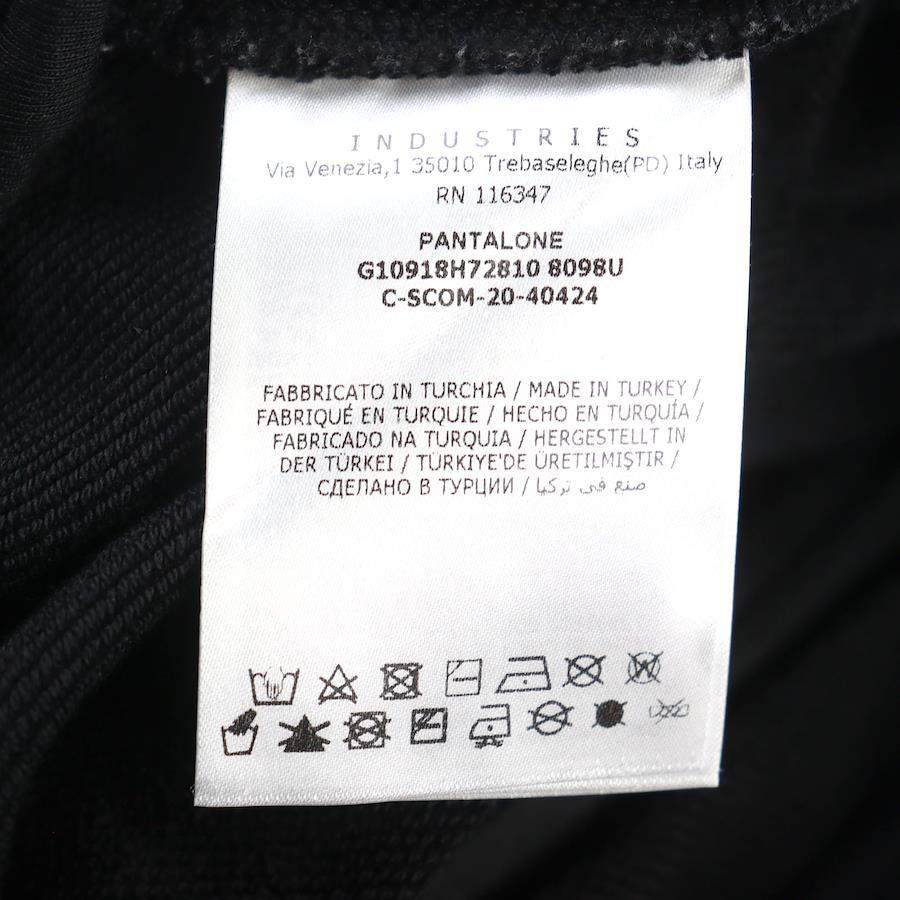 INDUSTRIES
Via Venezia,1 35010 Trebaseleghe(PD) Italy
RN 116347
PANTALONE
G10918H72810 8098U
C-SCOM-20-40424
FABBRICATO IN TURCHIA / MADE IN TURKEY /
FABRIQUÉ EN TURQUIE / HECHO EN TURQUÍA /
FABRICADO NA TURQUIA / HERGESTELLT IN
DER TÜRKEI / TÜRKIYE'DE ÜRETILMIŞTIR /
СДЕЛАНО В ТУРЦИИ / صنع في تركيا